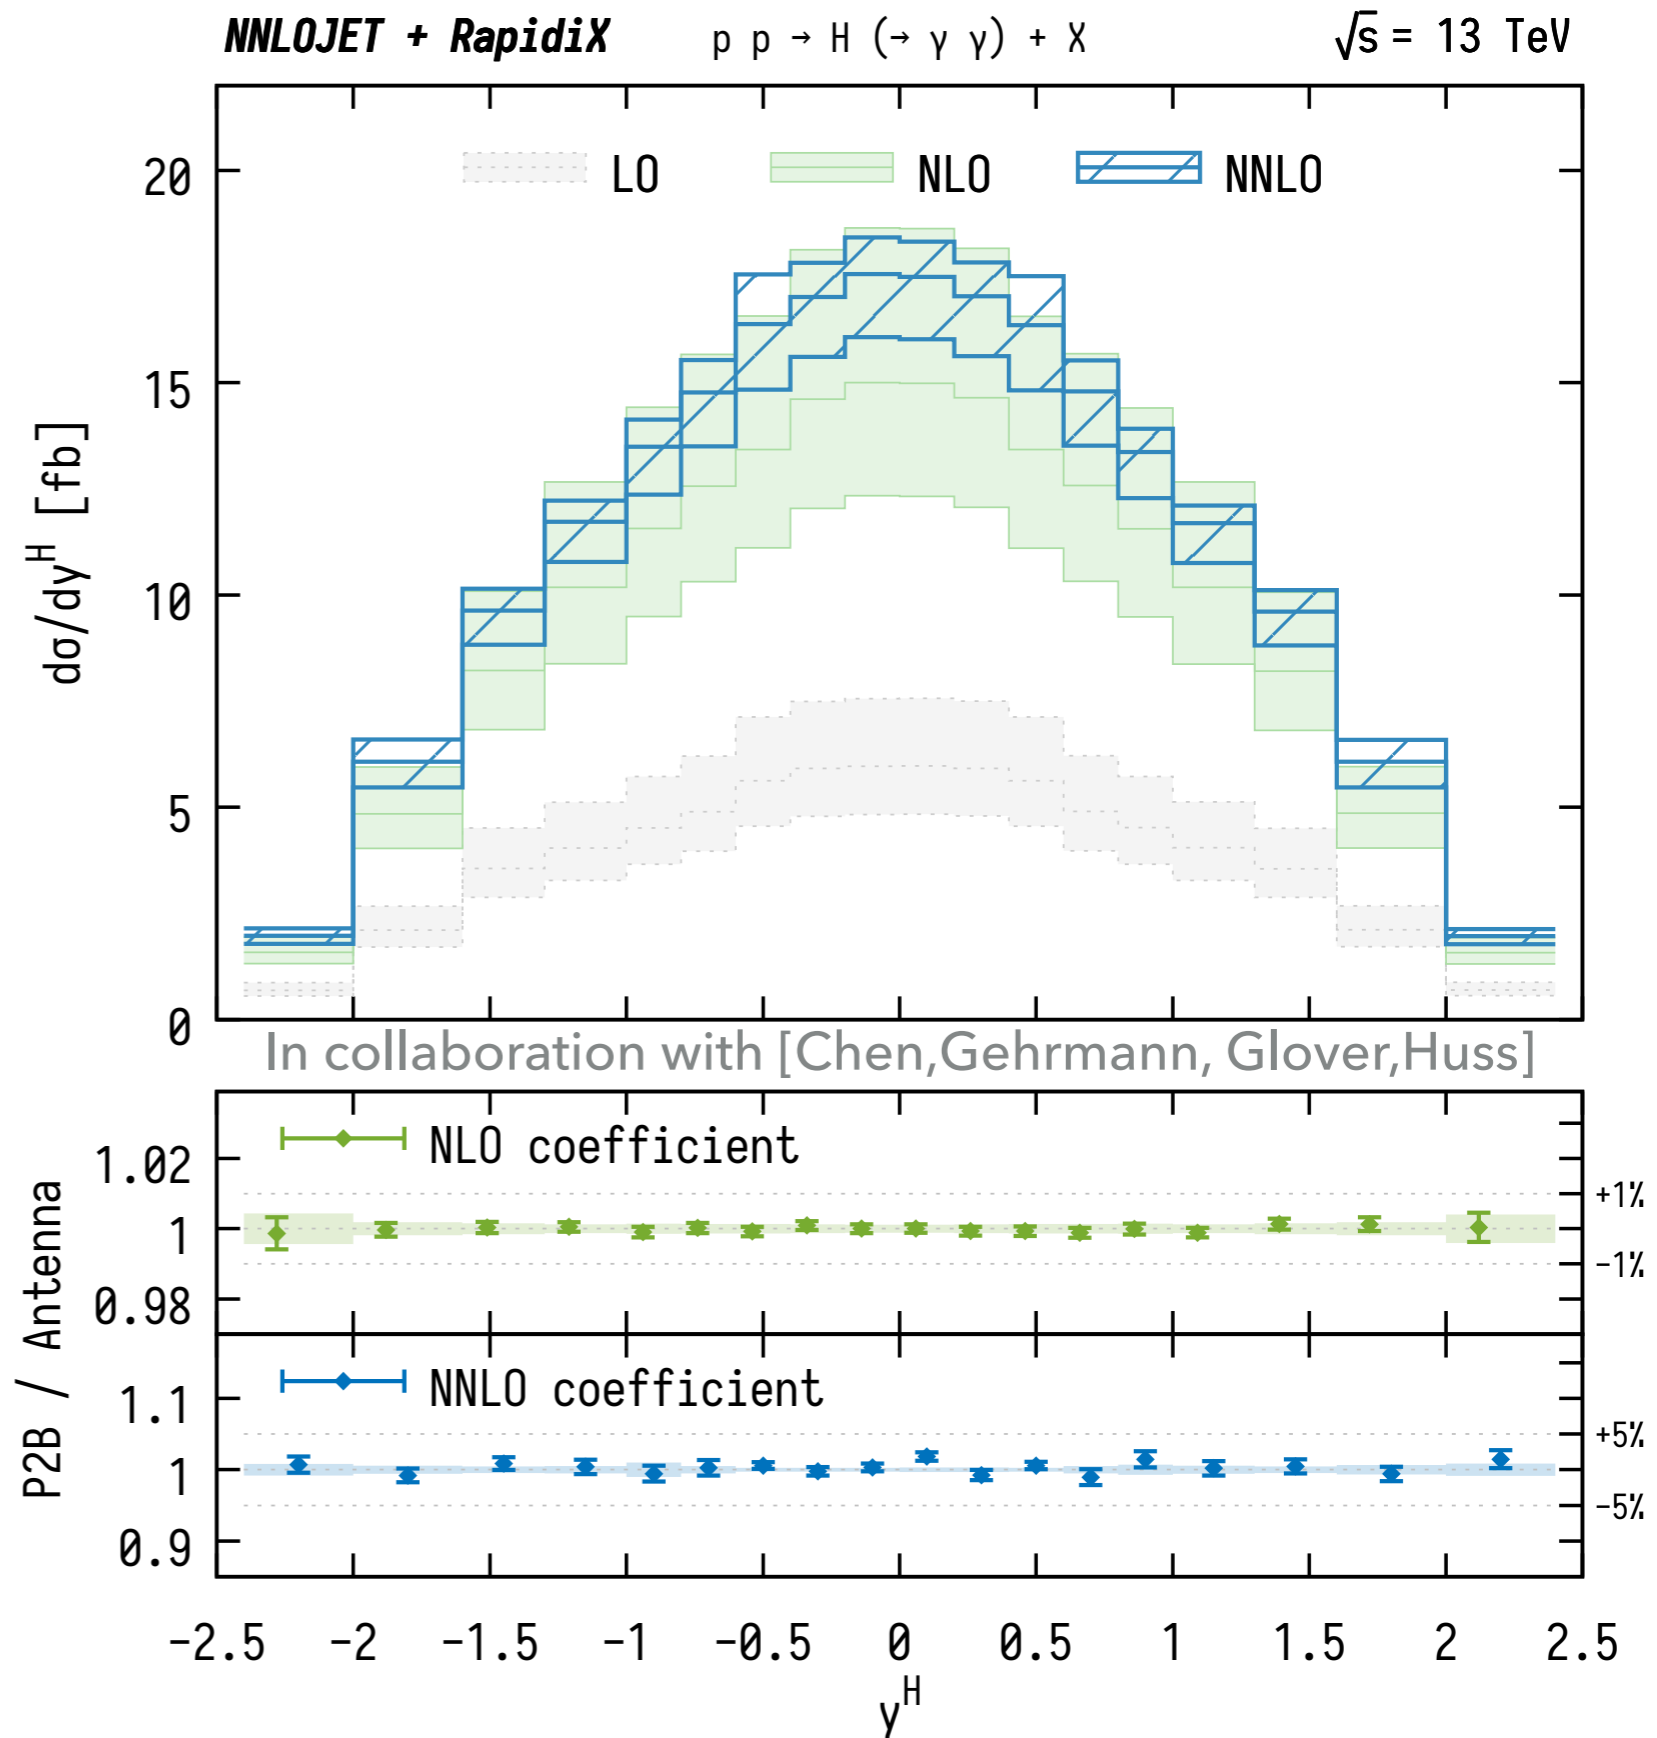 NNLOJET + RapidiX p p → H (→ γ γ) + X √s = 13 TeV
LO NLO NNLO
20
15
10
5
0
dσ/dy^H [fb]
In collaboration with [Chen,Gehrmann, Glover,Huss]
NLO coefficient
1.02
1
0.98
+1%
-1%
P2B / Antenna
NNLO coefficient
1.1
1
0.9
+5%
-5%
-2.5 -2 -1.5 -1 -0.5 0 0.5 1 1.5 2 2.5
y^H